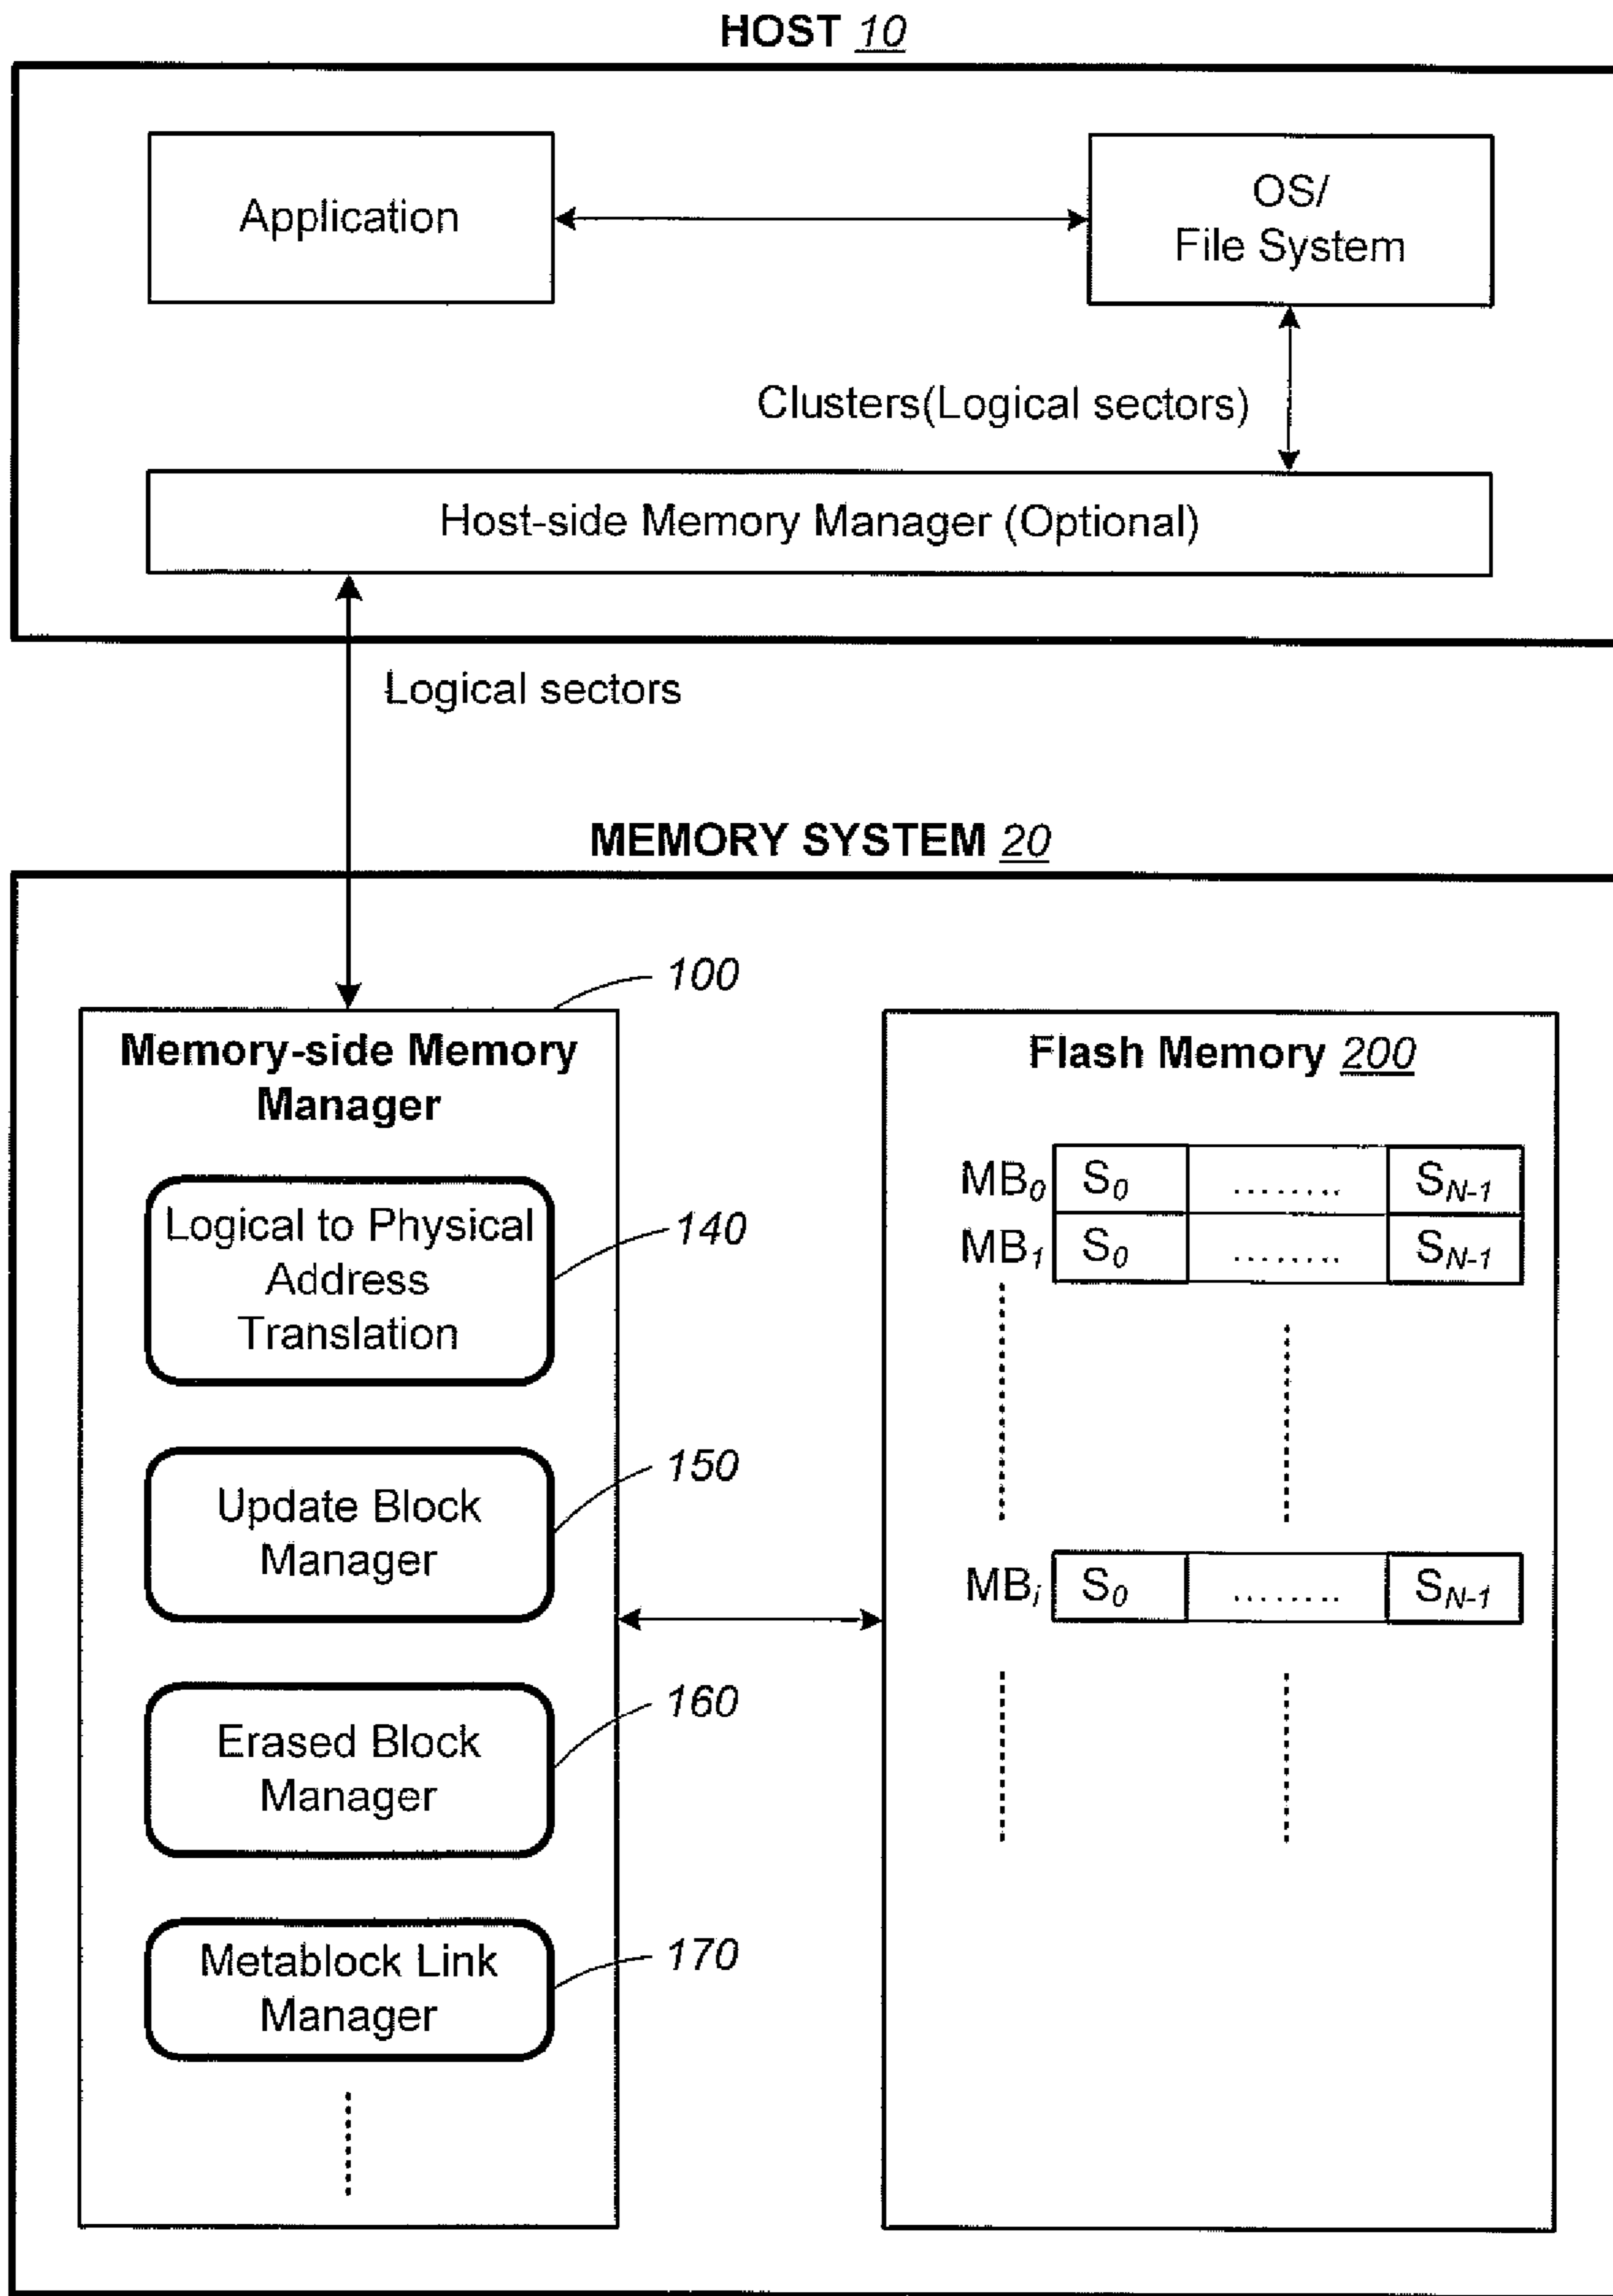 HOST 10
Application
OS/
File System
Clusters(Logical sectors)
Host-side Memory Manager (Optional)
Logical sectors
MEMORY SYSTEM 20
100
Memory-side Memory
Manager
Logical to Physical
Address
Translation
140
Update Block
Manager
150
Erased Block
Manager
160
Metablock Link
Manager
170
Flash Memory 200
MB0 S0 ........ SN-1
MB1 S0 ........ SN-1
MBi S0 ........ SN-1